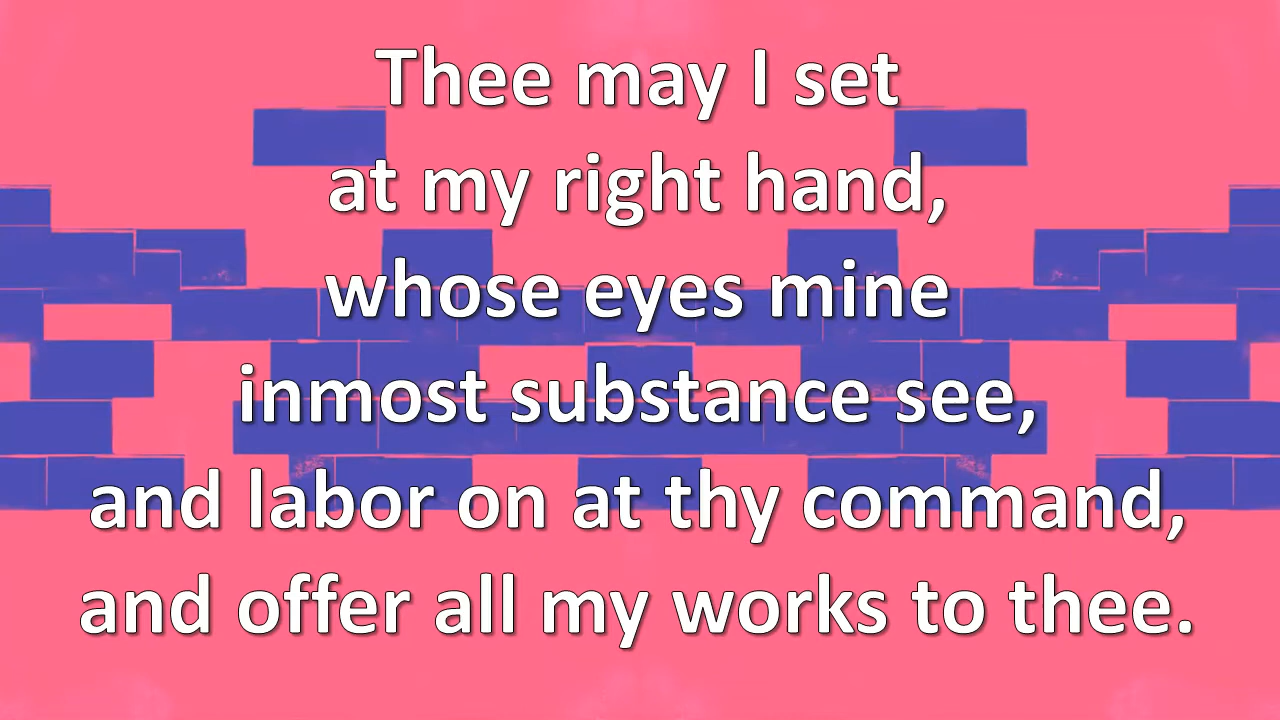 Thee may I set
at my right hand,
whose eyes mine
inmost substance see,
and labor on at thy command,
and offer all my works to thee.